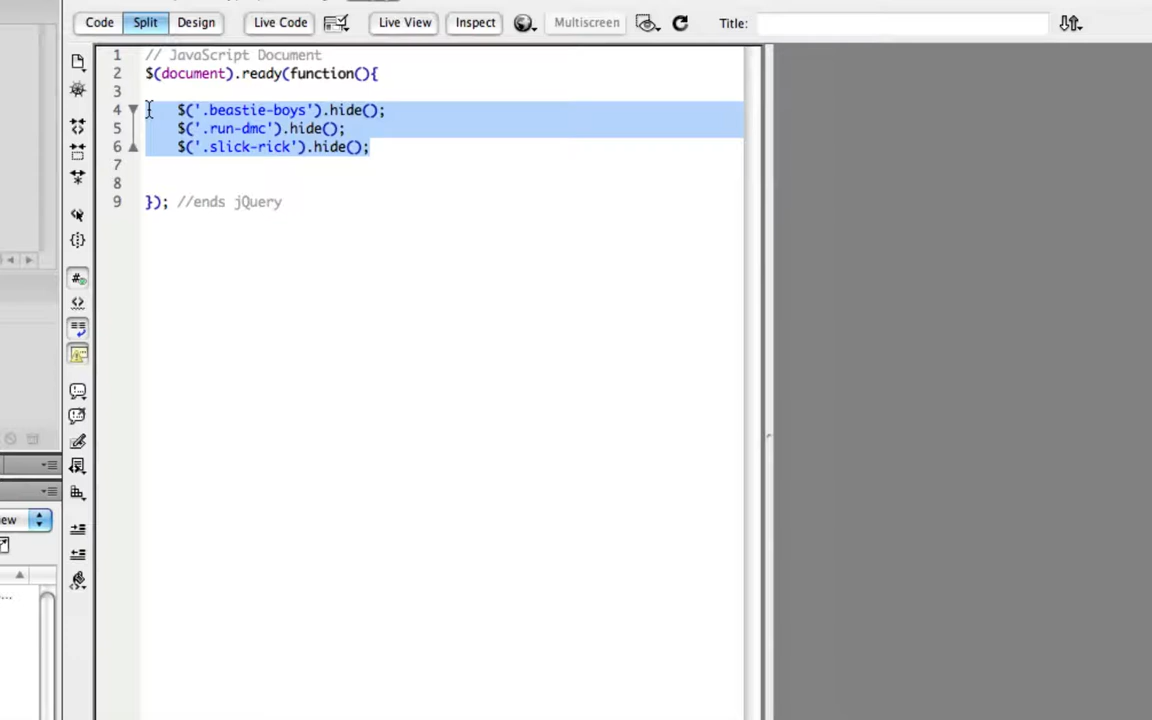 Code Split Design Live Code Live View Inspect Multiscreen Title:
1 // JavaScript Document
2 $(document).ready(function(){
3
4 $('.beastie-boys').hide();
5 $('.run-dmc').hide();
6 $('.slick-rick').hide();
7
8
9 }); //ends jQuery
ew
...